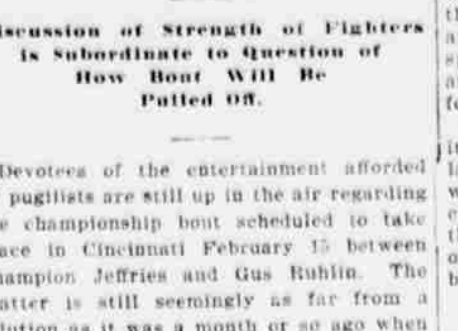 iscussion of Strength of Fighters
is Subordinate to Question of
How Bout Will Be
Pulled Off.
Devotees of the entertainment afforded
pugilists are still up in the air regarding
e championship bout scheduled to take
ace in Cincinnati February 15 between
hampion Jeffries and Gus Ruhlin. The
atter is still seemingly as far from a
lution as it was a month or so ago when